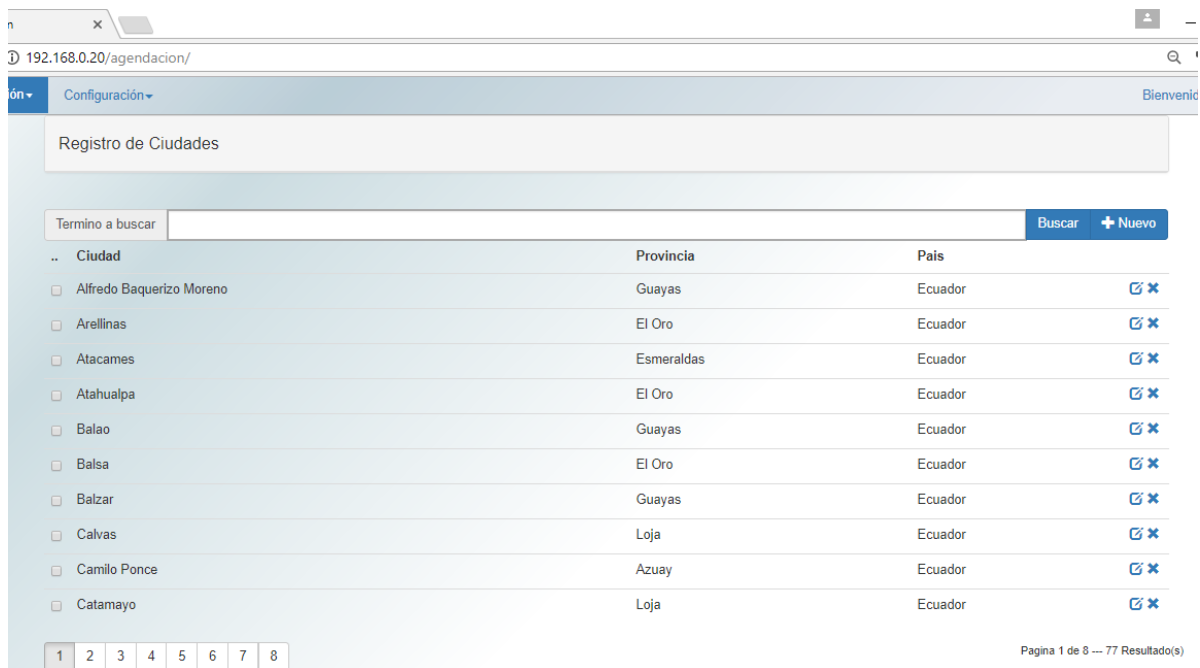 192.168.0.20/agendacion/
Configuración
Registro de Ciudades
Termino a buscar Buscar Nuevo
.. Ciudad Provincia Pais
Alfredo Baquerizo Moreno Guayas Ecuador
Arellinas El Oro Ecuador
Atacames Esmeraldas Ecuador
Atahualpa El Oro Ecuador
Balao Guayas Ecuador
Balsa El Oro Ecuador
Balzar Guayas Ecuador
Calvas Loja Ecuador
Camilo Ponce Azuay Ecuador
Catamayo Loja Ecuador
1 2 3 4 5 6 7 8 Pagina 1 de 8 --- 77 Resultado(s)